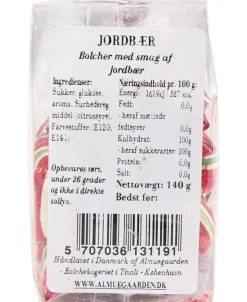 JORDBÆR
Bolcher med smag af
jordbær
Ingredienser:
Sukker, glukose,
aroma, Surhedsreg.
middel (citronsyre),
Farvestoffer (E120,
E141)
Næringsindhold pr. 100 g:
Energi: 1619kJ 387 kca
Fedt: 0.0g
- heraf mættede
fedtsyrer 0.0g
Kulhydrat: 100g
- heraf sukkerarter: 100g
Protein: 0.0g
Salt: 0.0g
Opbevares tørt,
under 26 grader
og ikke i direkte
sollys.
Nettovægt: 140 g
Bedst før:
5 707036 131191
Håndlavet i Danmark af Almuegaarden
- Bolchekogeriet i Tivoli - København
WWW.ALMUEGAARDEN.DK